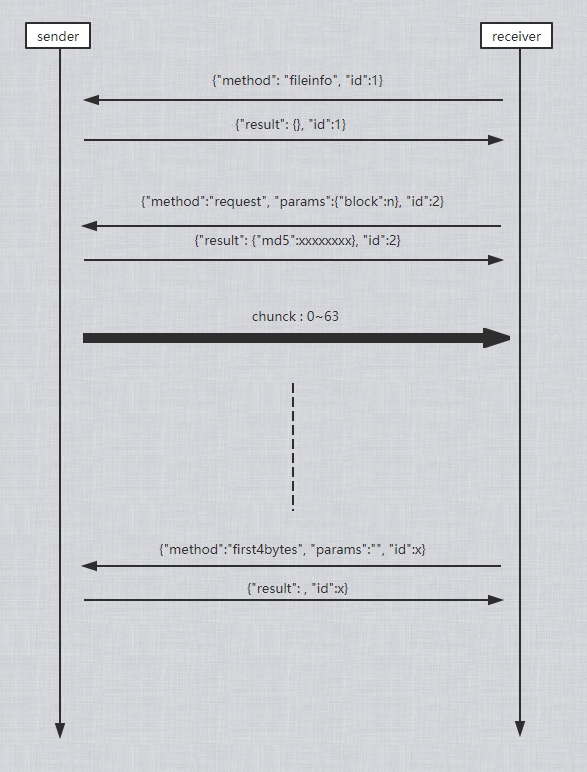 sender
receiver
{"method": "fileinfo", "id":1}
{"result": {}, "id":1}
{"method":"request", "params":{"block":n}, "id":2}
{"result": {"md5":xxxxxxxx}, "id":2}
chunck : 0~63
{"method":"first4bytes", "params":"", "id":x}
{"result": , "id":x}